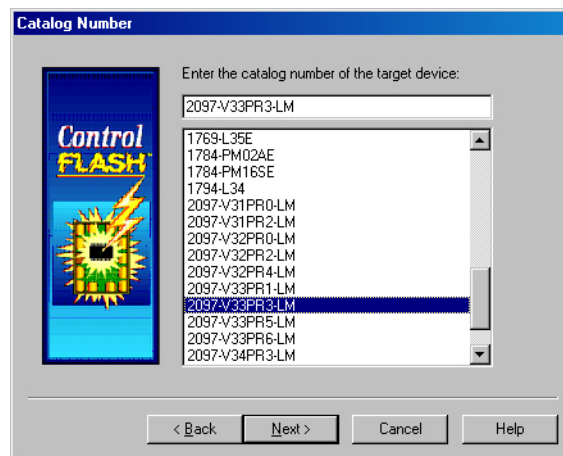 Catalog Number
Enter the catalog number of the target device:
2097-V33PR3-LM
Control
FLASH
1769-L35E
1784-PM02AE
1784-PM16SE
1794-L34
2097-V31PR0-LM
2097-V31PR2-LM
2097-V32PR0-LM
2097-V32PR2-LM
2097-V32PR4-LM
2097-V33PR1-LM
2097-V33PR3-LM
2097-V33PR5-LM
2097-V33PR6-LM
2097-V34PR3-LM
< Back Next > Cancel Help